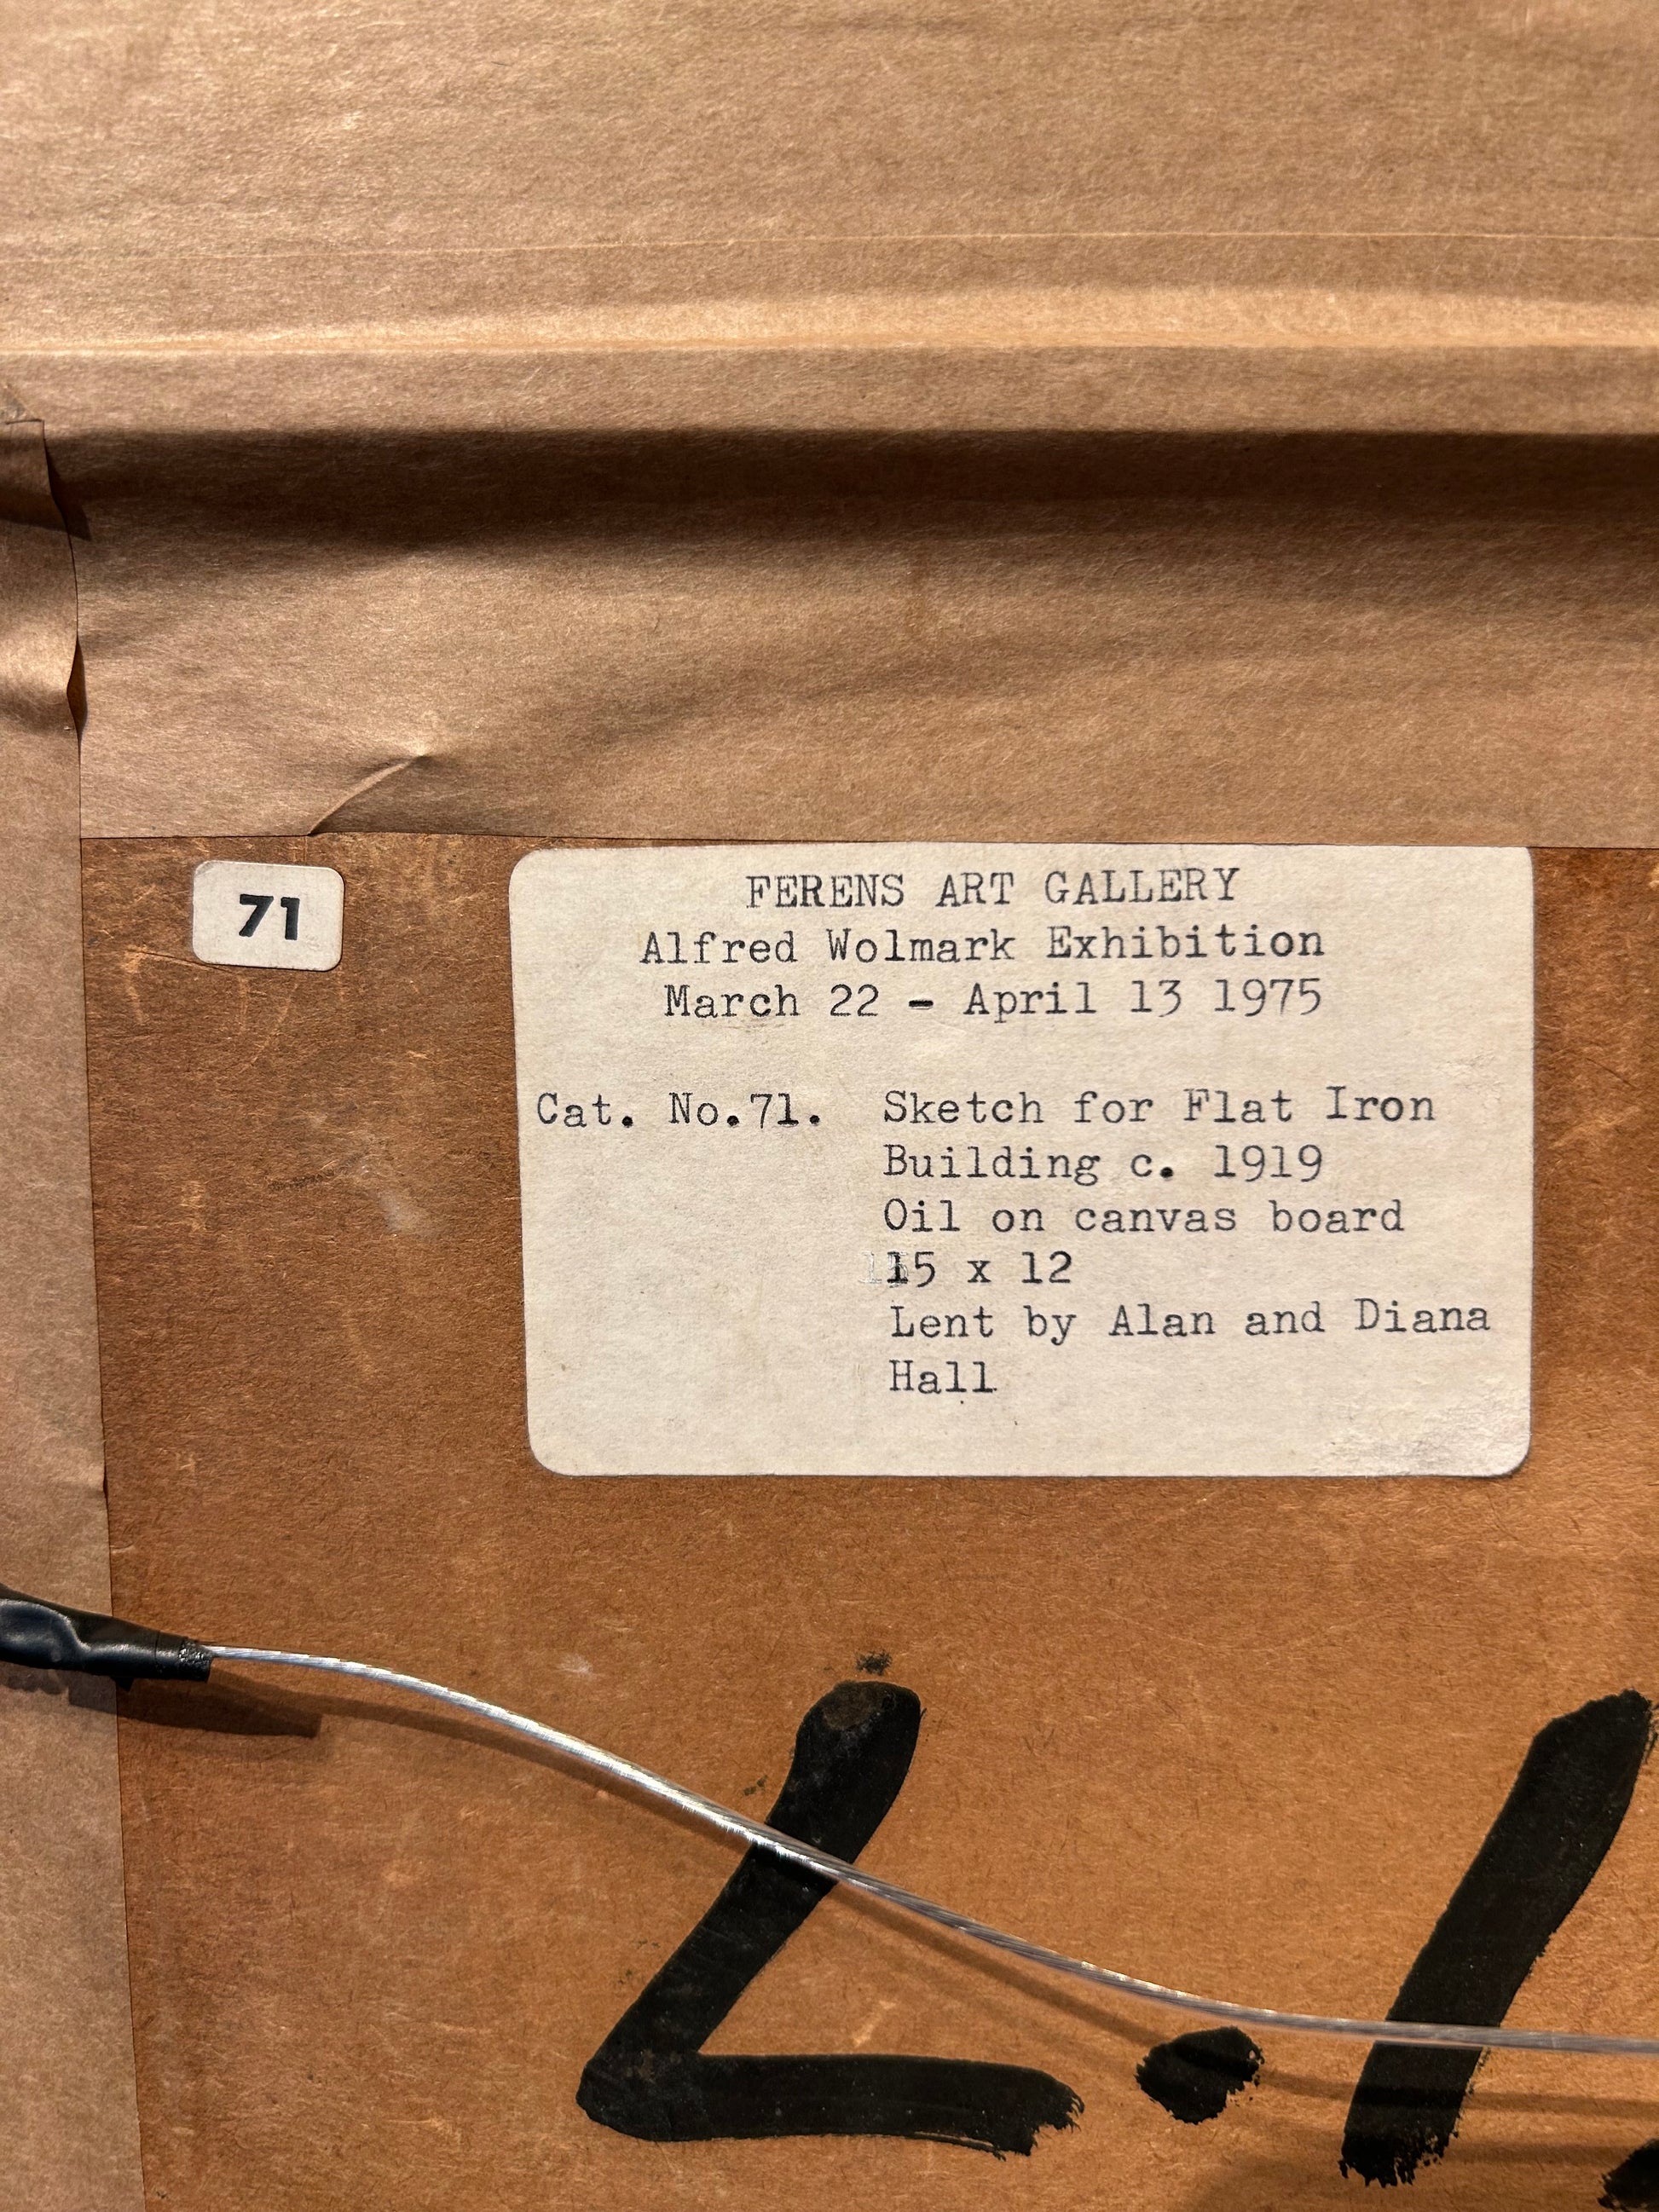 71
FERENS ART GALLERY
Alfred Wolmark Exhibition
March 22 - April 13 1975
Cat. No.71. Sketch for Flat Iron
Building c. 1919
Oil on canvas board
15 x 12
Lent by Alan and Diana
Hall
L.